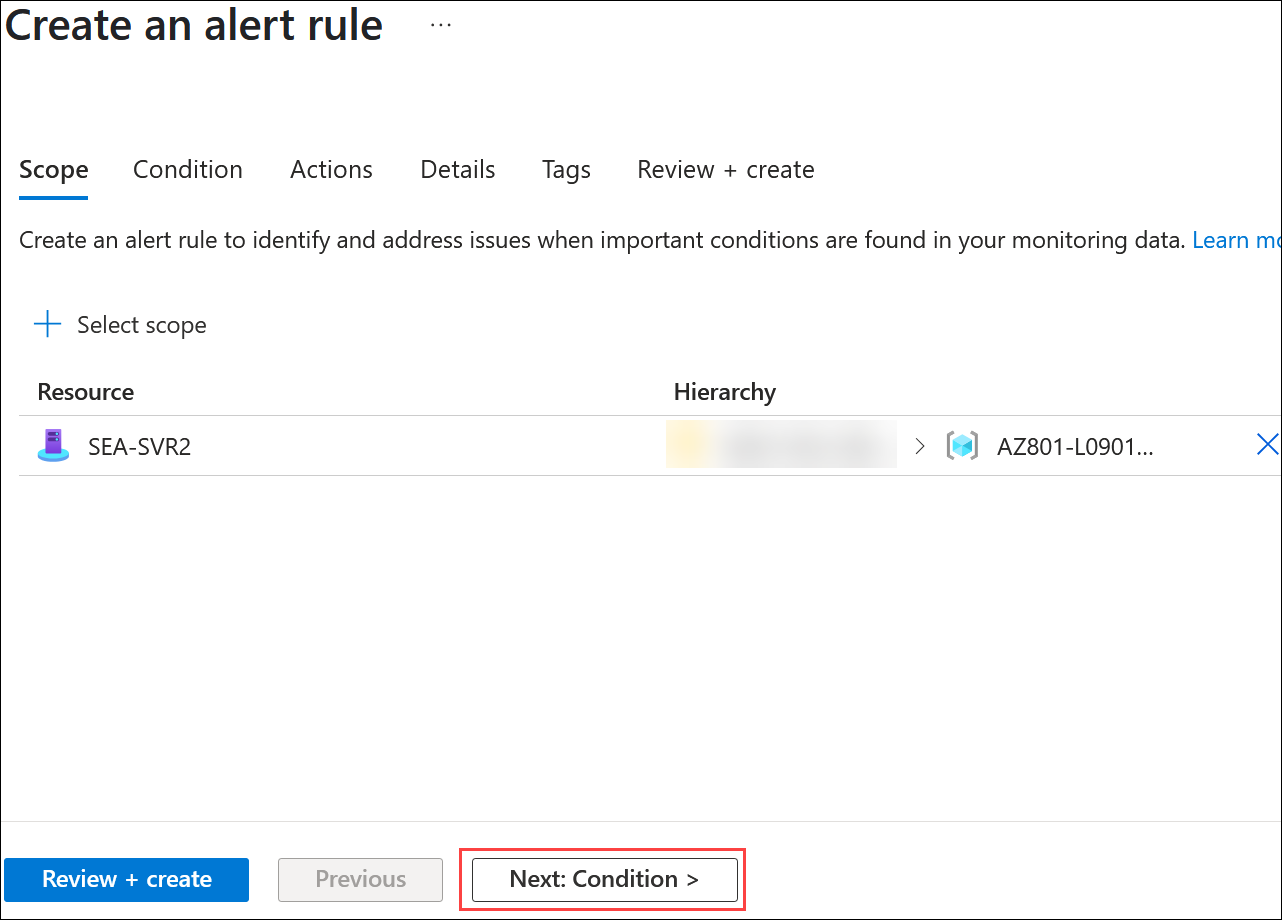 Create an alert rule ...
Scope Condition Actions Details Tags Review + create
Create an alert rule to identify and address issues when important conditions are found in your monitoring data. Learn mo
+ Select scope
Resource Hierarchy
SEA-SVR2 > AZ801-L0901...
Review + create Previous Next: Condition >